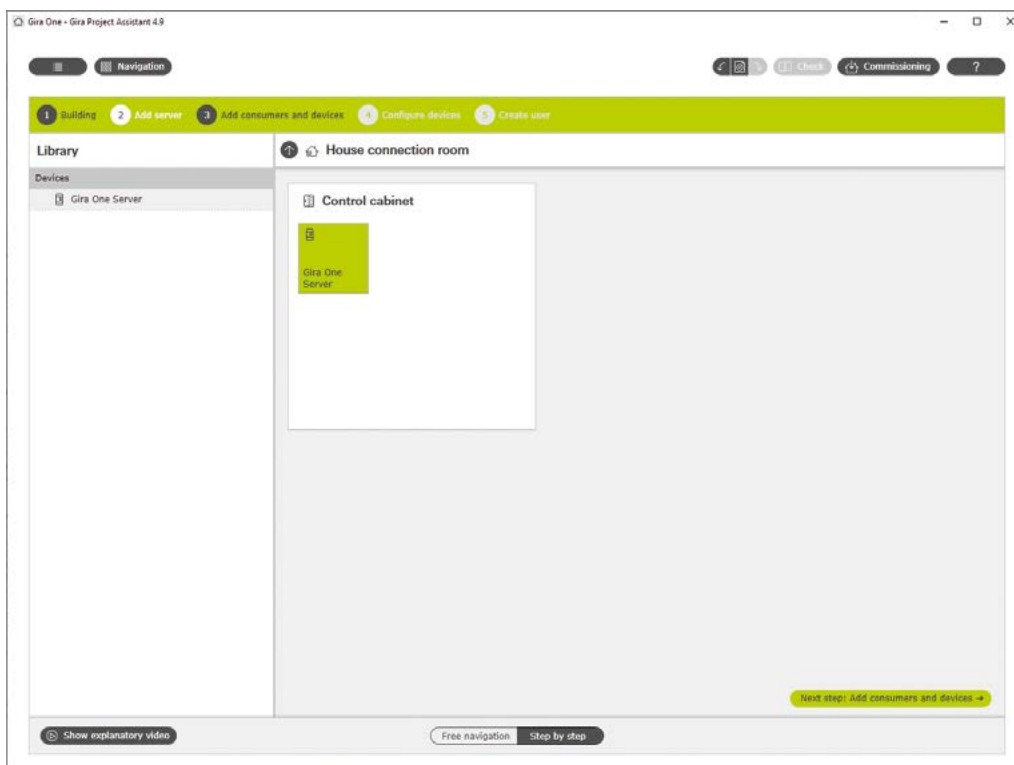 Gira One - Gira Project Assistant 4.9
Navigation
Check
Commissioning
?
1 Building
2 Add server
3 Add consumers and devices
4 Configure devices
5 Create user
Library
House connection room
Devices
Gira One Server
Control cabinet
Gira One
Server
Next step: Add consumers and devices →
Show explanatory video
Free navigation
Step by step